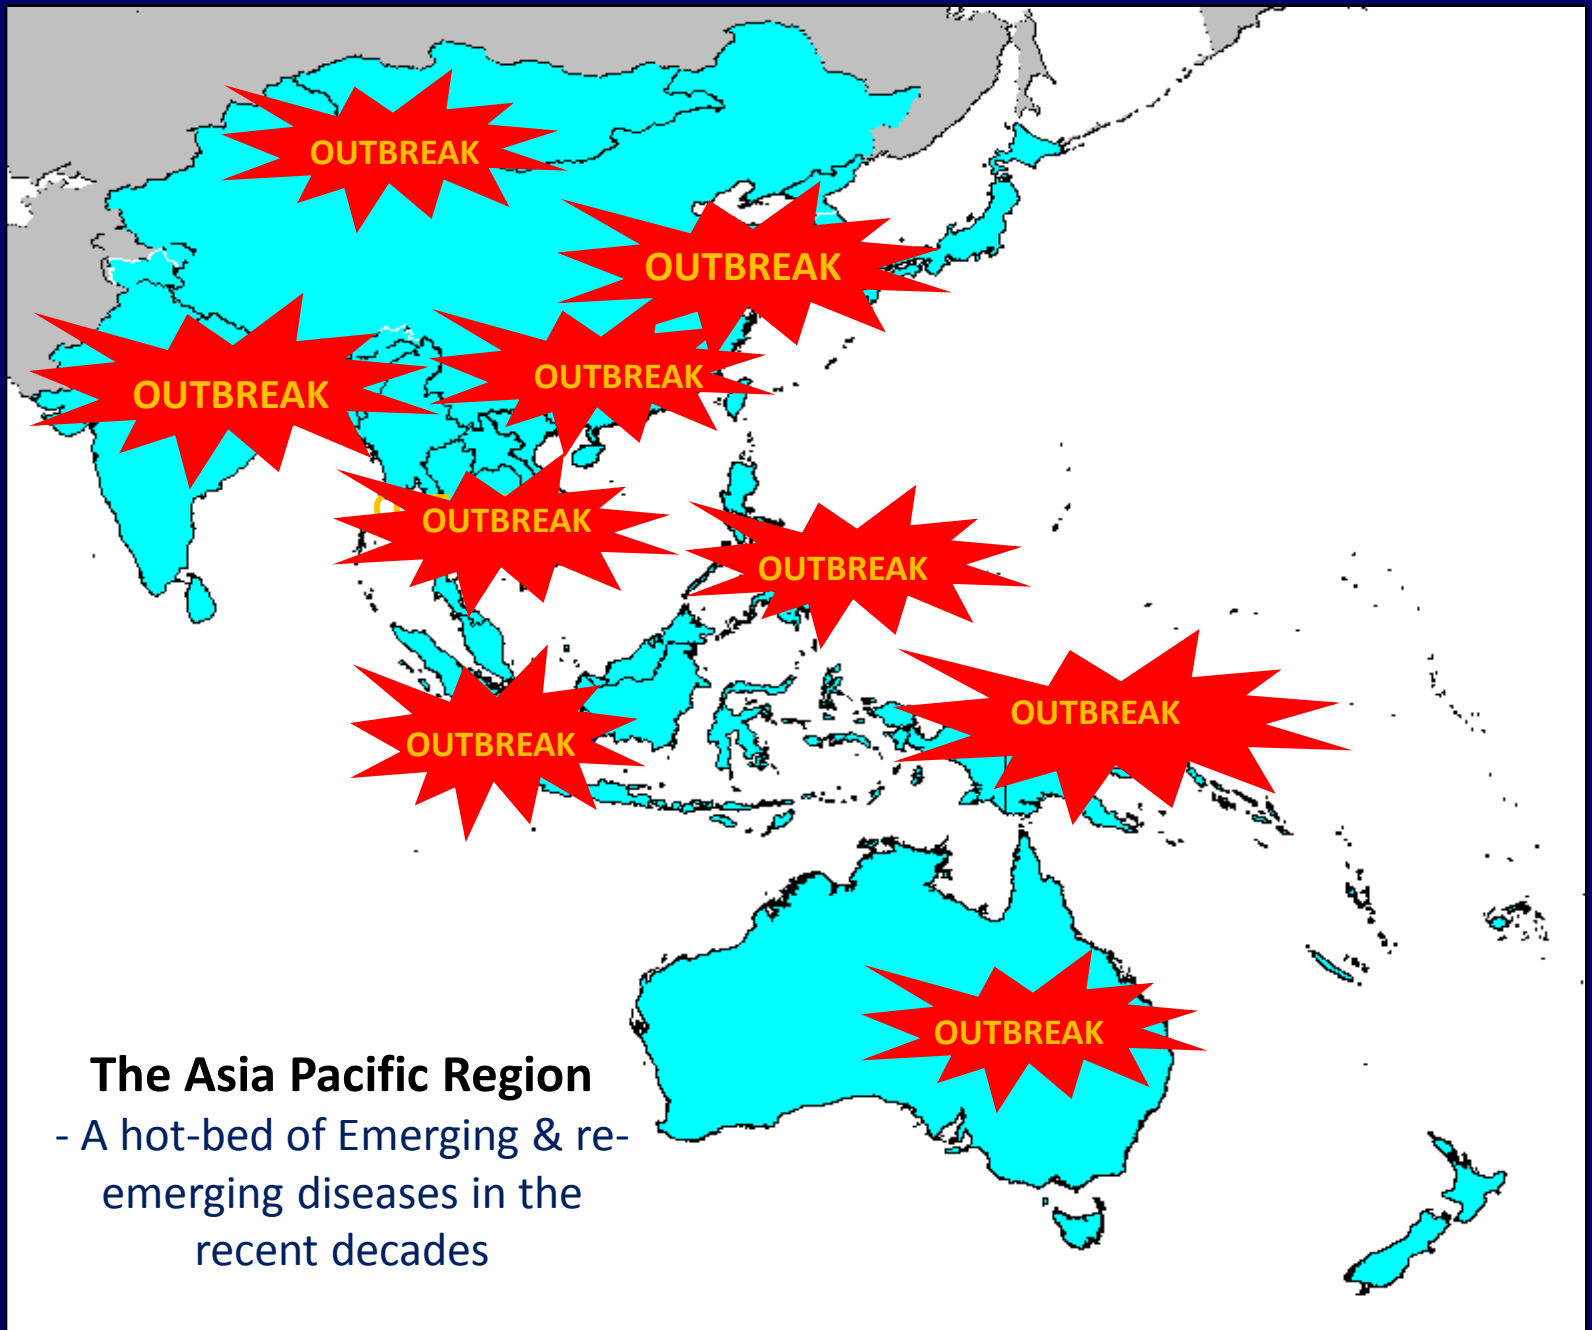 OUTBREAK
OUTBREAK
OUTBREAK
OUTBREAK
OUTBREAK
OUTBREAK
OUTBREAK
OUTBREAK
OUTBREAK
The Asia Pacific Region
- A hot-bed of Emerging & re-
emerging diseases in the
recent decades